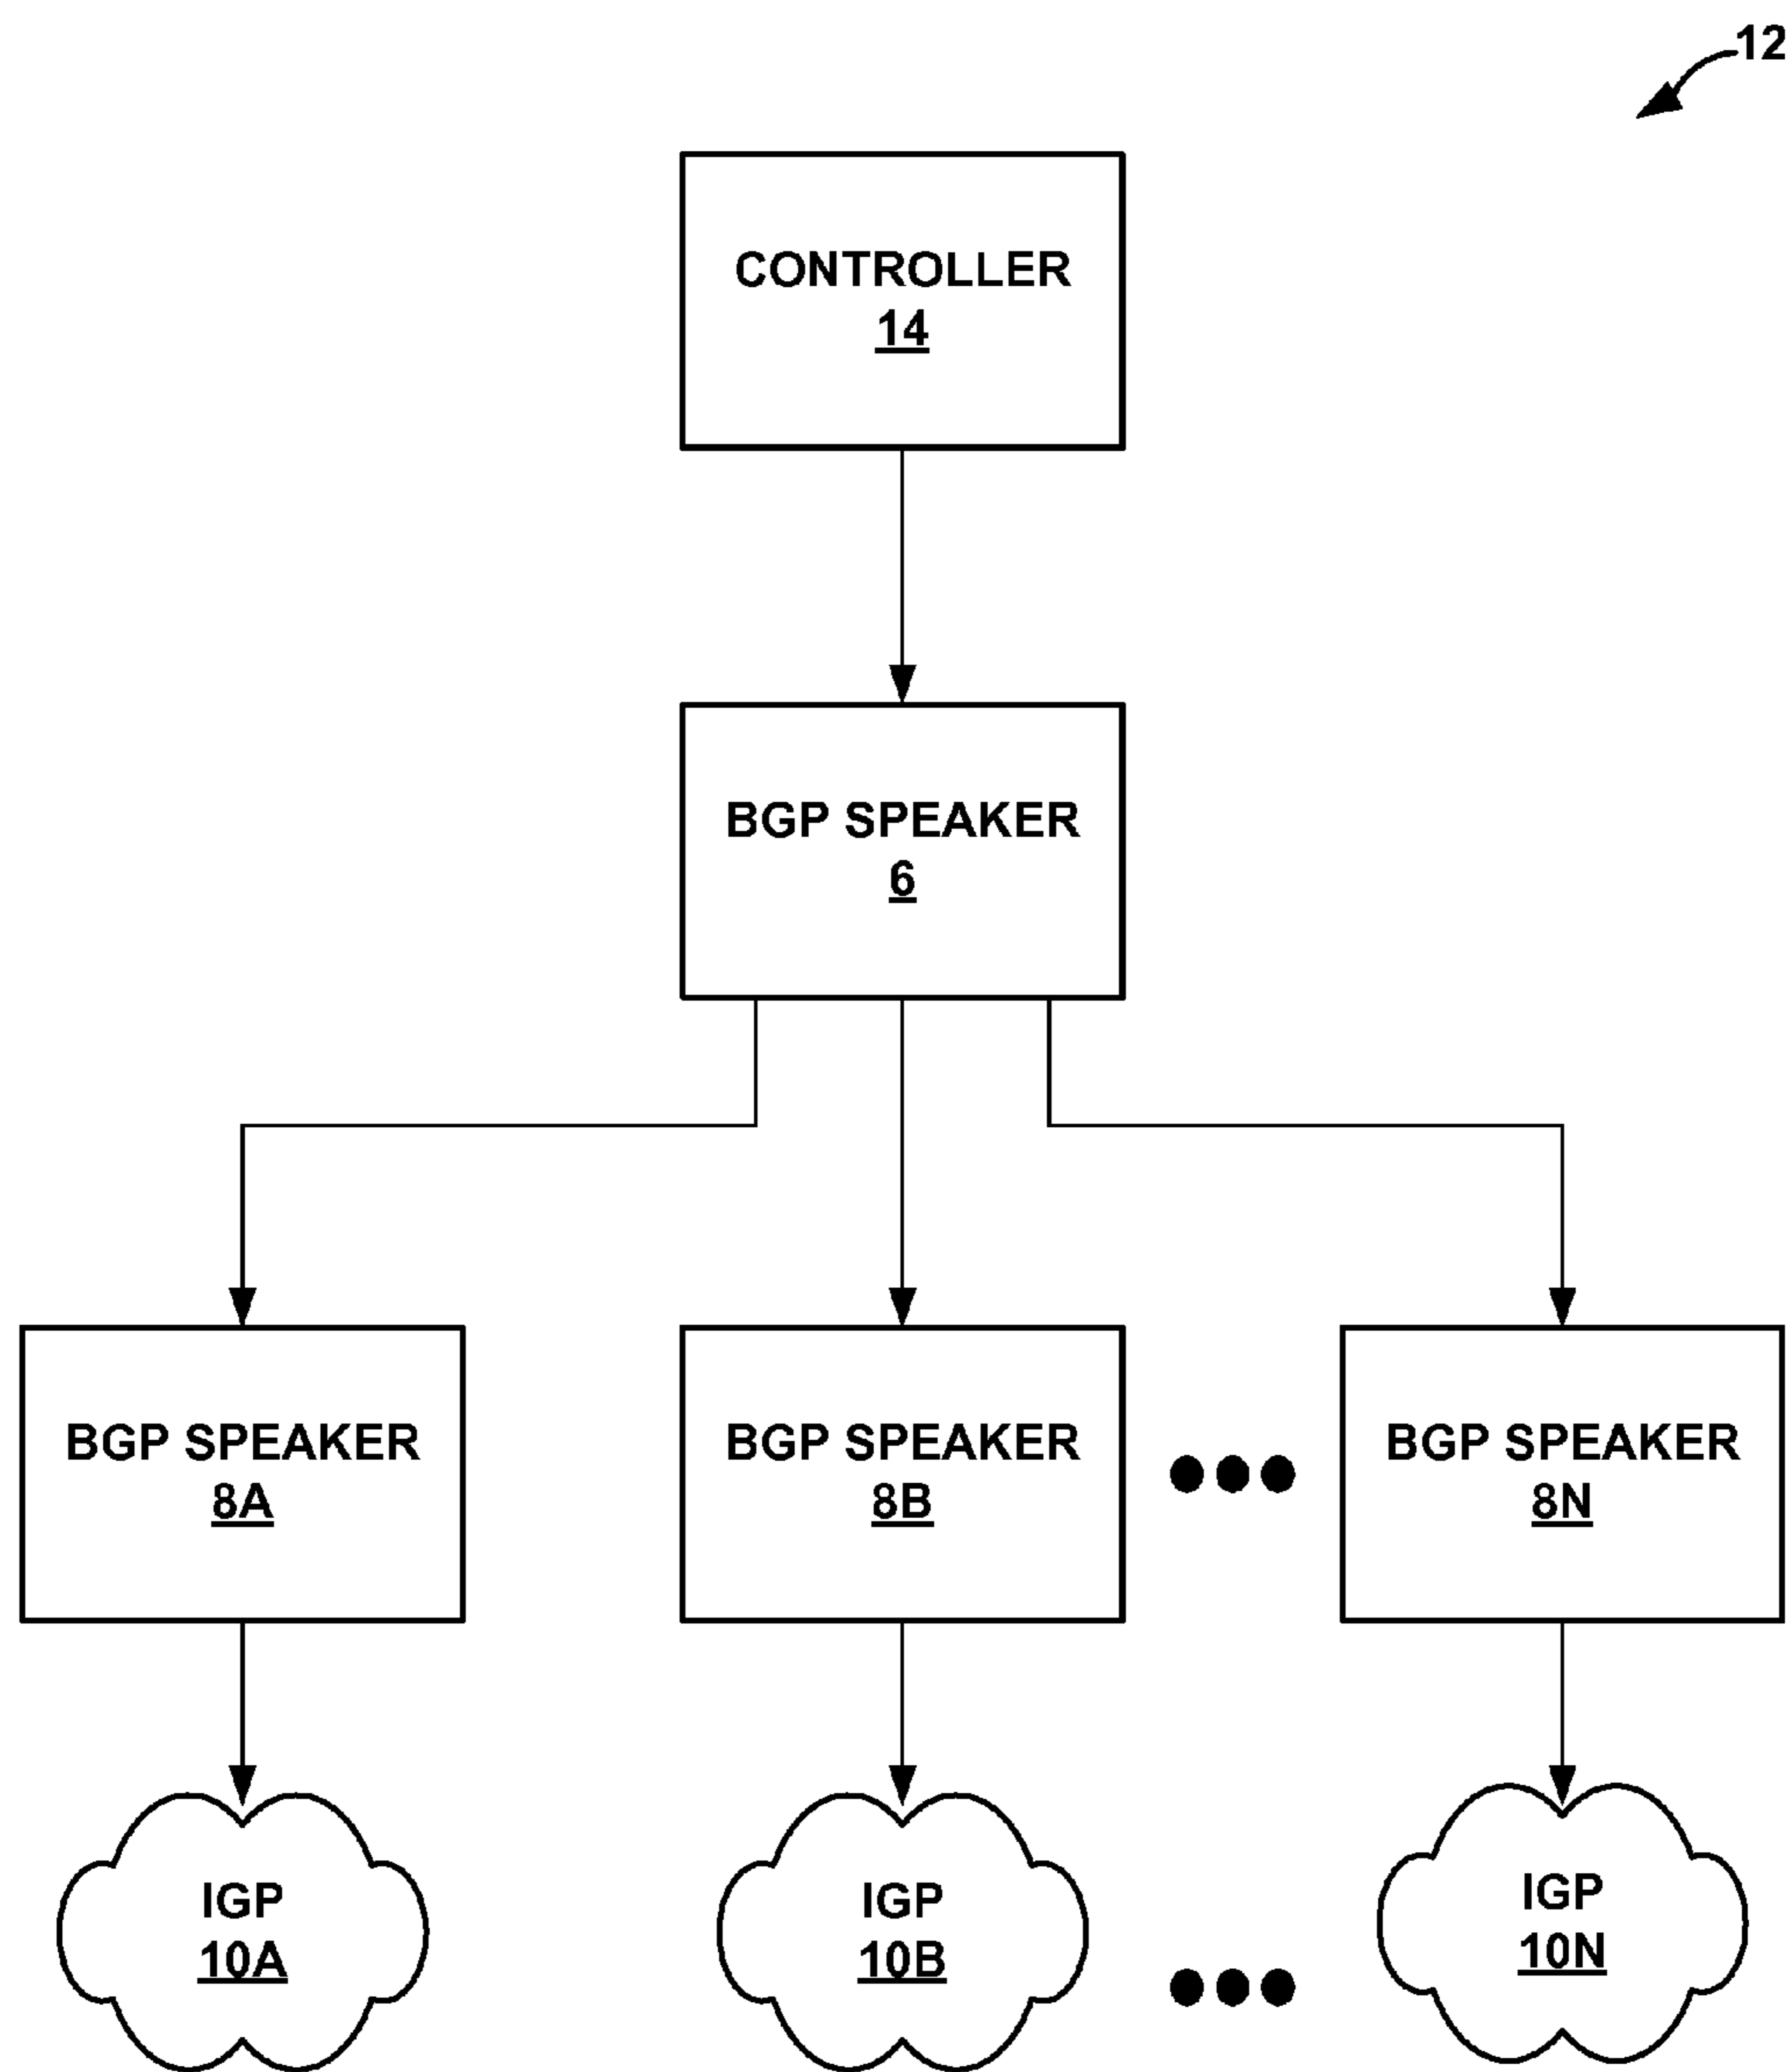 12
CONTROLLER
14
BGP SPEAKER
6
BGP SPEAKER
8A
BGP SPEAKER
8B
BGP SPEAKER
8N
IGP
10A
IGP
10B
IGP
10N